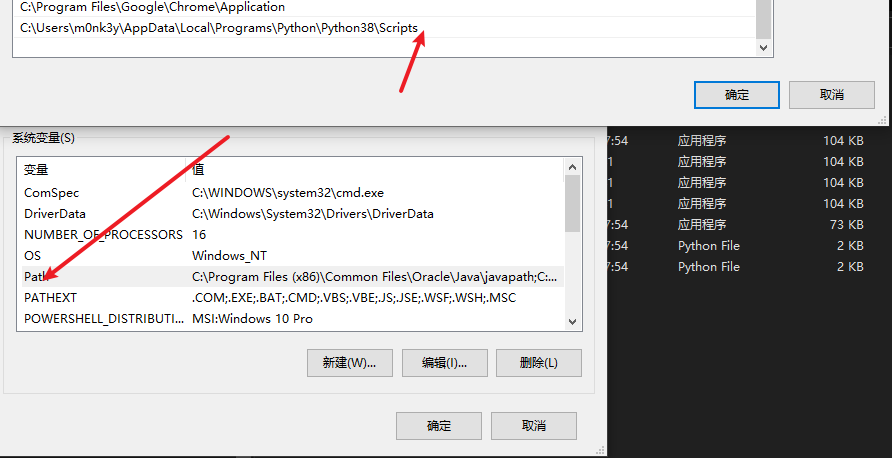 C:\Program Files\Google\Chrome\Application
C:\Users\m0nk3y\AppData\Local\Programs\Python\Python38\Scripts
确定 取消
系统变量(S)
变量 值
ComSpec C:\WINDOWS\system32\cmd.exe
DriverData C:\Windows\System32\Drivers\DriverData
NUMBER_OF_PROCESSORS 16
OS Windows_NT
Path C:\Program Files (x86)\Common Files\Oracle\Java\javapath;C:...
PATHEXT .COM;.EXE;.BAT;.CMD;.VBS;.VBE;.JS;.JSE;.WSF;.WSH;.MSC
POWERSHELL_DISTRIBUTI... MSI:Windows 10 Pro
新建(W)... 编辑(I)... 删除(L)
确定 取消
7:54 应用程序 104 KB
1 应用程序 104 KB
1 应用程序 104 KB
1 应用程序 104 KB
7:54 应用程序 73 KB
7:54 Python File 2 KB
7:54 Python File 2 KB